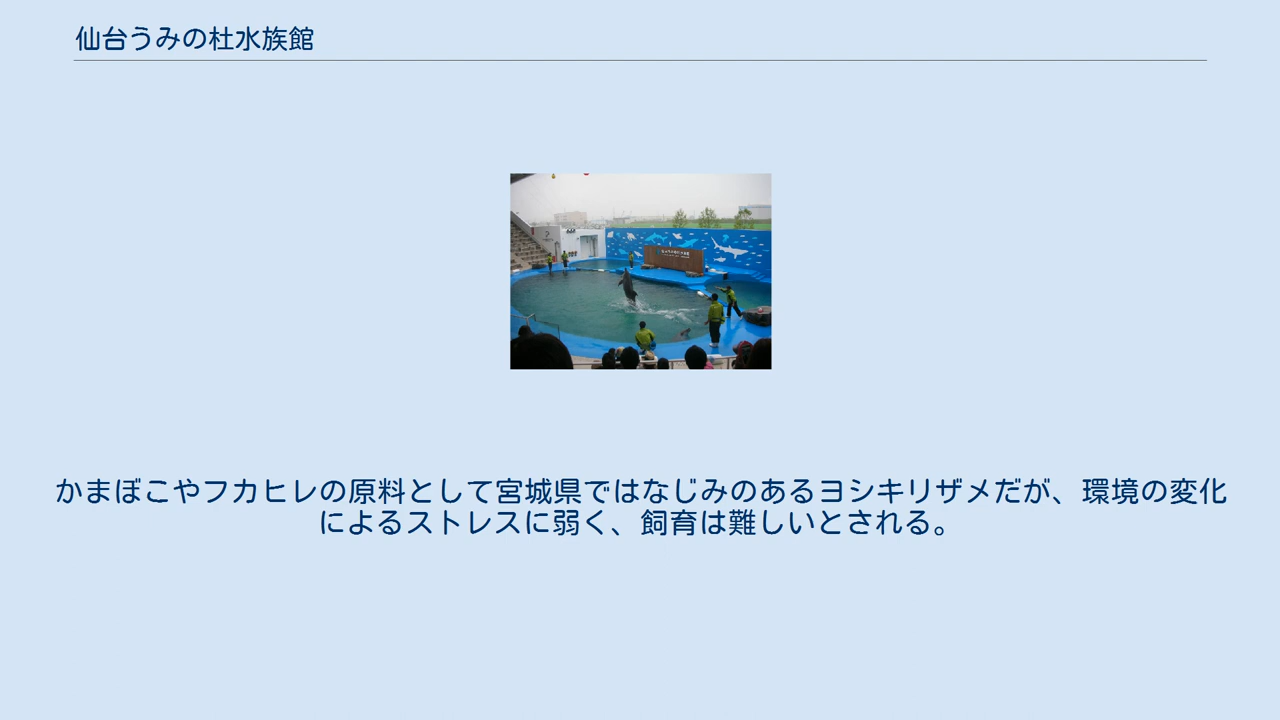 仙台うみの杜水族館
かまぼこやフカヒレの原料として宮城県ではなじみのあるヨシキリザメだが、環境の変化
によるストレスに弱く、飼育は難しいとされる。